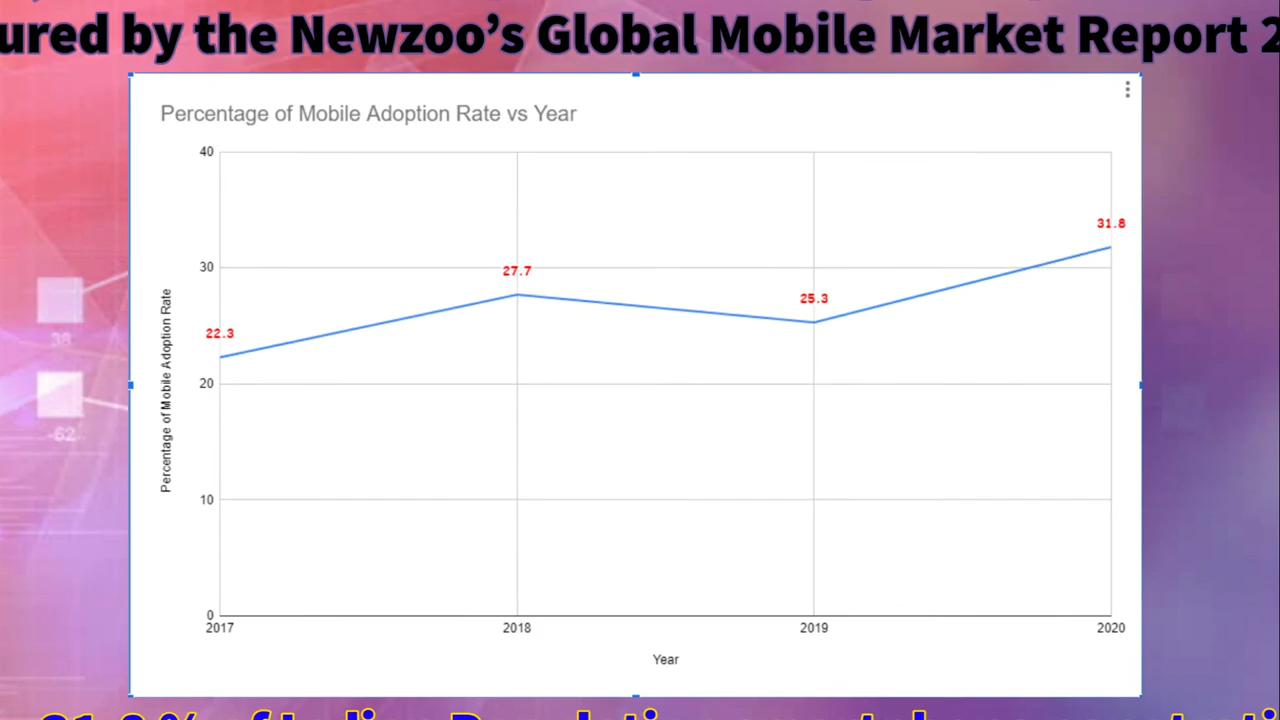 ured by the Newzoo’s Global Mobile Market Report 2
Percentage of Mobile Adoption Rate vs Year
40
31.8
30
27.7
25.3
22.3
38
20
-62
10
0
Percentage of Mobile Adoption Rate
2017 2018 2019 2020
Year